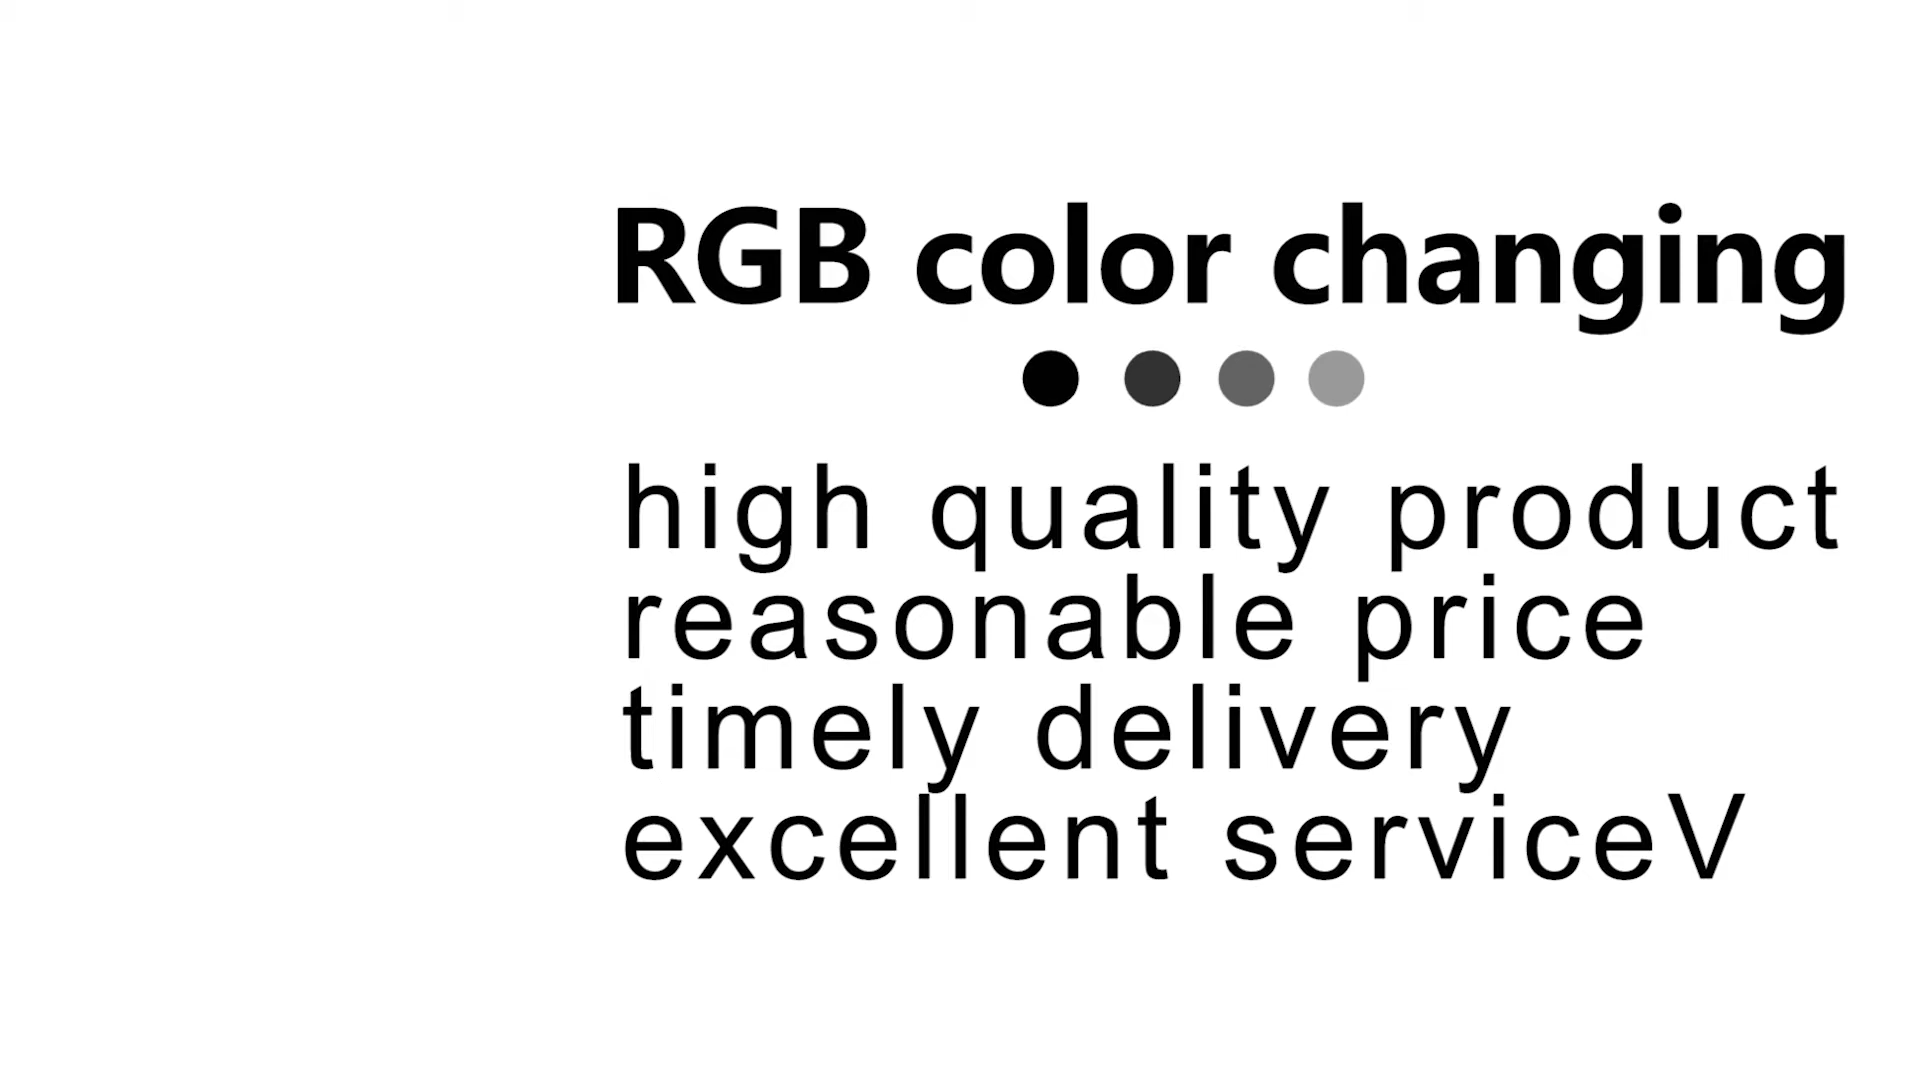 RGB color changing
high quality product
reasonable price
timely delivery
excellent serviceV